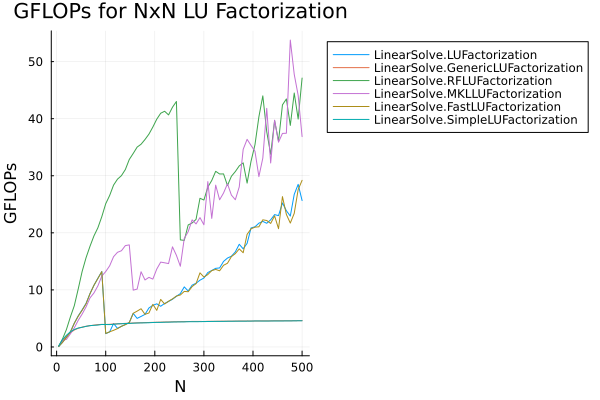 GFLOPs for NxN LU Factorization
LinearSolve.LUFactorization
LinearSolve.GenericLUFactorization
LinearSolve.RFLUFactorization
LinearSolve.MKLLUFactorization
LinearSolve.FastLUFactorization
LinearSolve.SimpleLUFactorization
GFLOPs
50
40
30
20
10
0
0 100 200 300 400 500
N